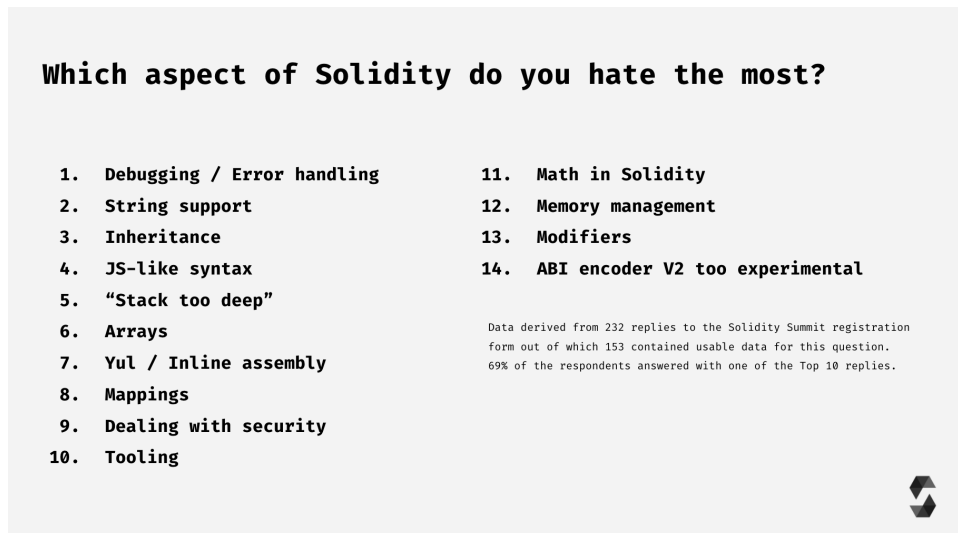 Which aspect of Solidity do you hate the most?
1. Debugging / Error handling
2. String support
3. Inheritance
4. JS-like syntax
5. “Stack too deep”
6. Arrays
7. Yul / Inline assembly
8. Mappings
9. Dealing with security
10. Tooling
11. Math in Solidity
12. Memory management
13. Modifiers
14. ABI encoder V2 too experimental
Data derived from 232 replies to the Solidity Summit registration
form out of which 153 contained usable data for this question.
69% of the respondents answered with one of the Top 10 replies.